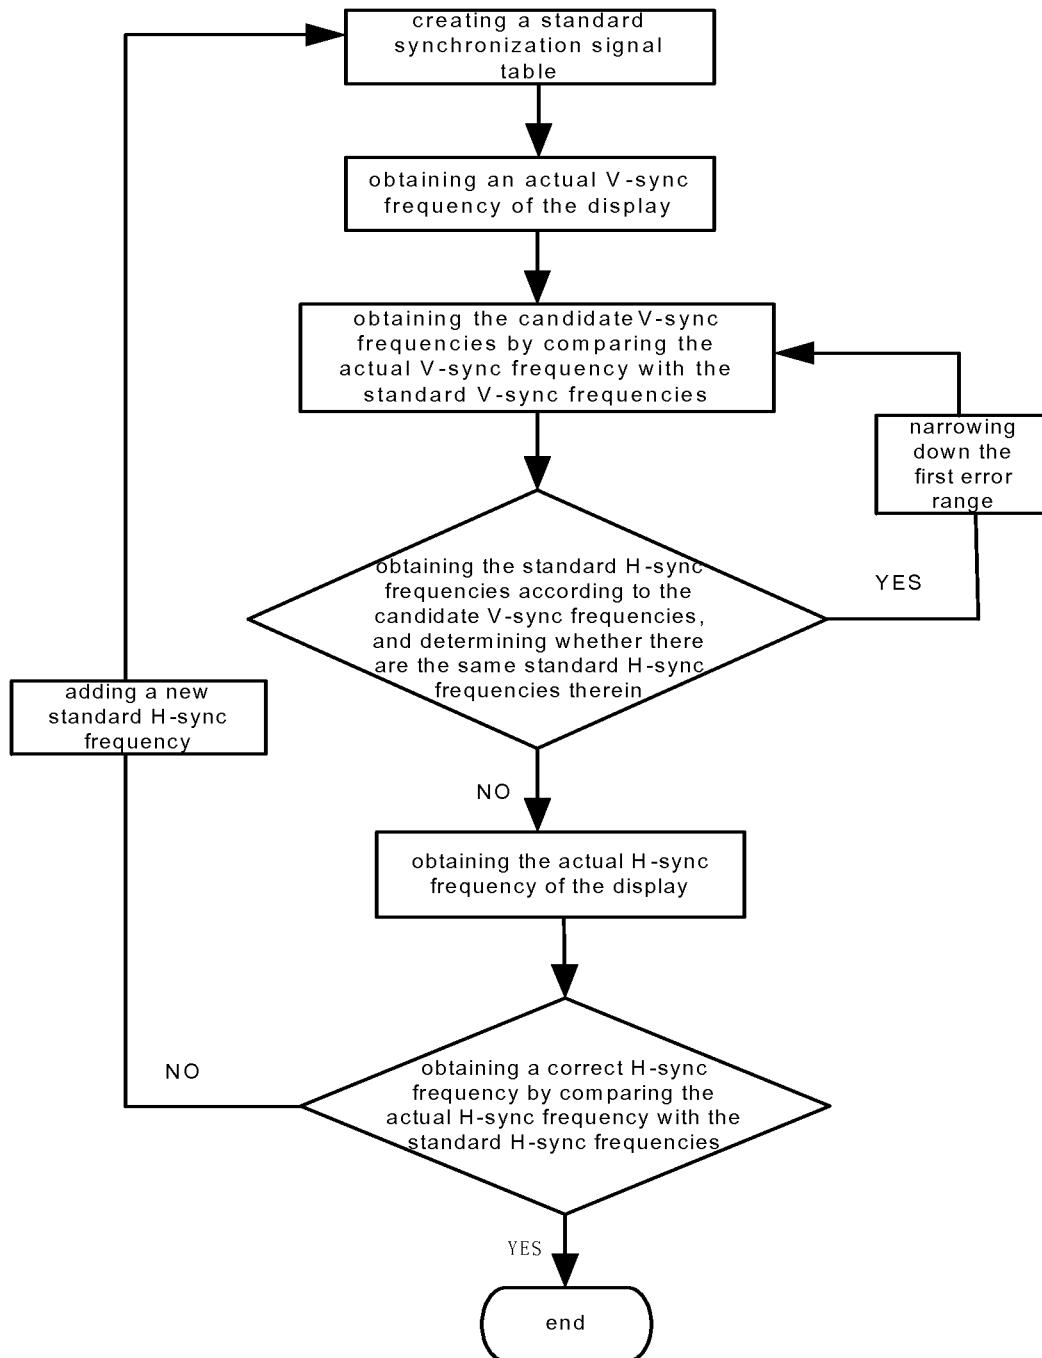 creating a standard
synchronization signal
table
obtaining an actual V-sync
frequency of the display
obtaining the candidate V-sync
frequencies by comparing the
actual V-sync frequency with the
standard V-sync frequencies
narrowing
down the
first error
range
obtaining the standard H-sync
frequencies according to the
candidate V-sync frequencies,
and determining whether there
are the same standard H-sync
frequencies therein
YES
adding a new
standard H-sync
frequency
NO
obtaining the actual H-sync
frequency of the display
obtaining a correct H-sync
frequency by comparing the
actual H-sync frequency with the
standard H-sync frequencies
NO
YES
end